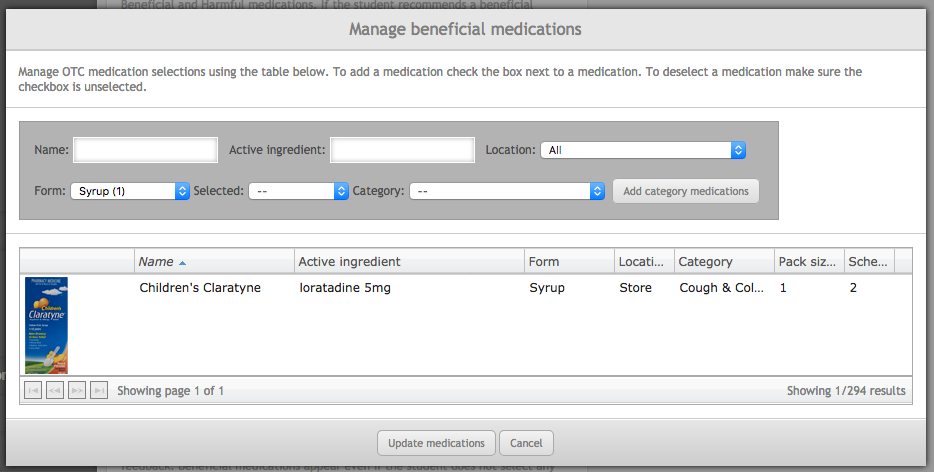 Beneficial and Harmful medications. If the student recommends a beneficial
Manage beneficial medications
Manage OTC medication selections using the table below. To add a medication check the box next to a medication. To deselect a medication make sure the
checkbox is unselected.
Name: Active ingredient: Location: All
Form: Syrup (1) Selected: -- Category: -- Add category medications
Name Active ingredient Form Locati... Category Pack siz... Sche...
Children's Claratyne loratadine 5mg Syrup Store Cough & Col... 1 2
PHARMACY MEDICINE
Children's
Claratyne
Showing page 1 of 1 Showing 1/294 results
Update medications Cancel
feedback. Beneficial medications appear even if the student does not select any